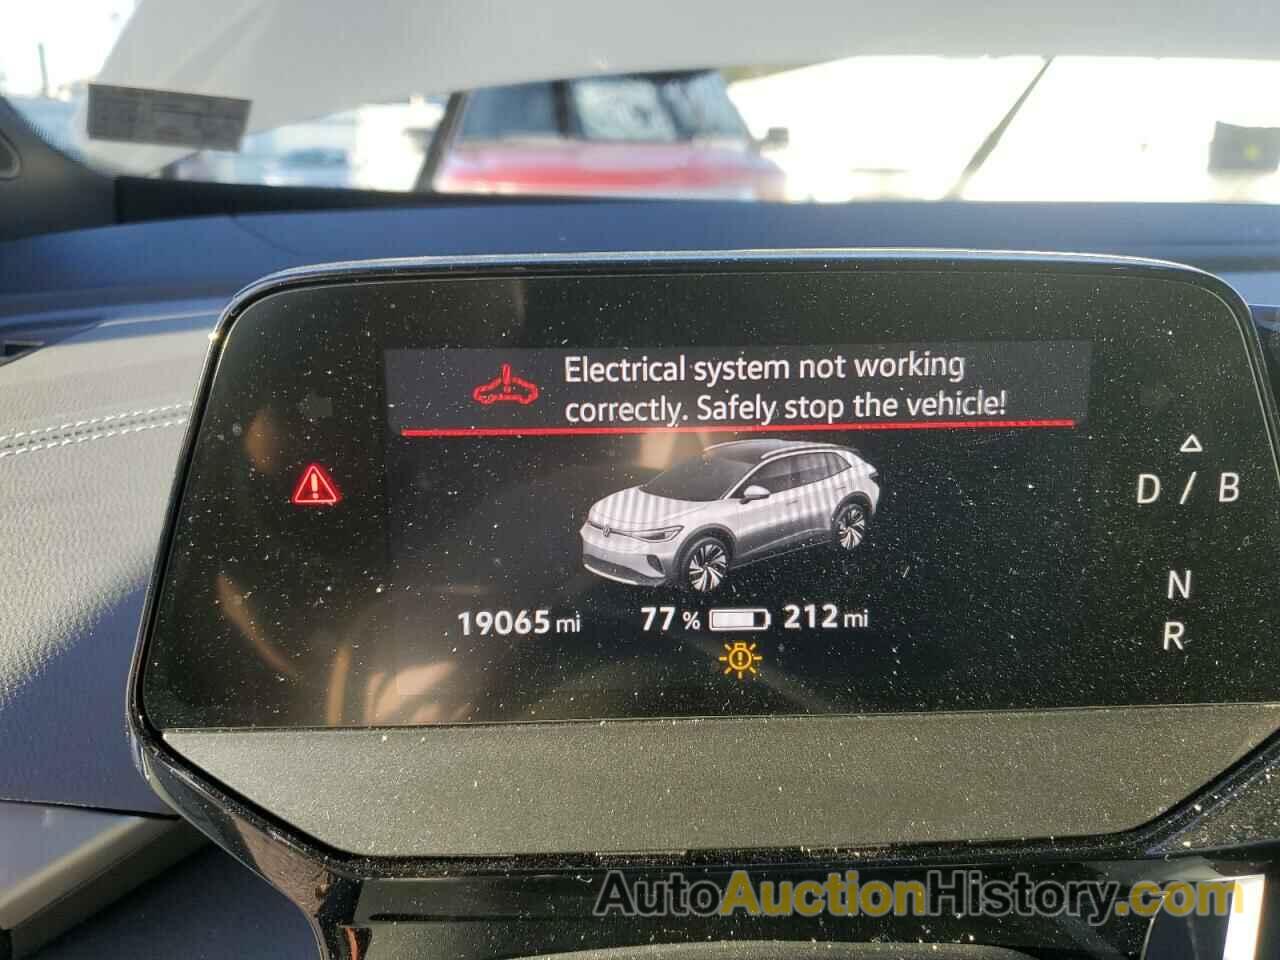 Electrical system not working
correctly. Safely stop the vehicle!
D / B
N
R
19065 mi 77 % 212 mi
AutoAuctionHistory.com